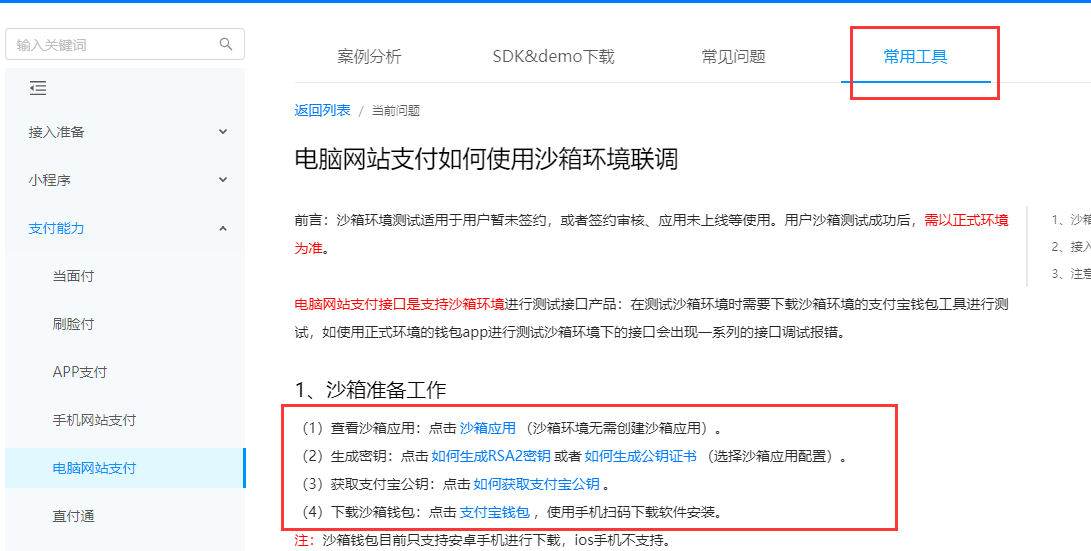 输入关键词
案例分析
SDK&demo下载
常见问题
常用工具
接入准备
小程序
支付能力
当面付
刷脸付
APP支付
手机网站支付
电脑网站支付
直付通
返回列表 / 当前问题
电脑网站支付如何使用沙箱环境联调
前言：沙箱环境测试适用于用户暂未签约，或者签约审核、应用未上线等使用。用户沙箱测试成功后，需以正式环境
为准。
电脑网站支付接口是支持沙箱环境进行测试接口产品：在测试沙箱环境时需要下载沙箱环境的支付宝钱包工具进行测
试，如使用正式环境的钱包app进行测试沙箱环境下的接口会出现一系列的接口调试报错。
1、沙箱准备工作
（1）查看沙箱应用：点击 沙箱应用 （沙箱环境无需创建沙箱应用）。
（2）生成密钥：点击 如何生成RSA2密钥 或者 如何生成公钥证书 （选择沙箱应用配置）。
（3）获取支付宝公钥：点击 如何获取支付宝公钥 。
（4）下载沙箱钱包：点击 支付宝钱包 ，使用手机扫码下载软件安装。
注：沙箱钱包目前只支持安卓手机进行下载，ios手机不支持。
1、沙箱
2、接入
3、注意